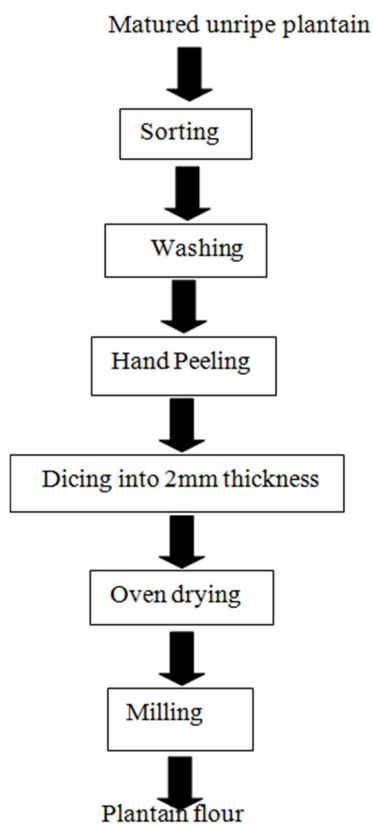 Matured unripe plantain
Sorting
Washing
Hand Peeling
Dicing into 2mm thickness
Oven drying
Milling
Plantain flour